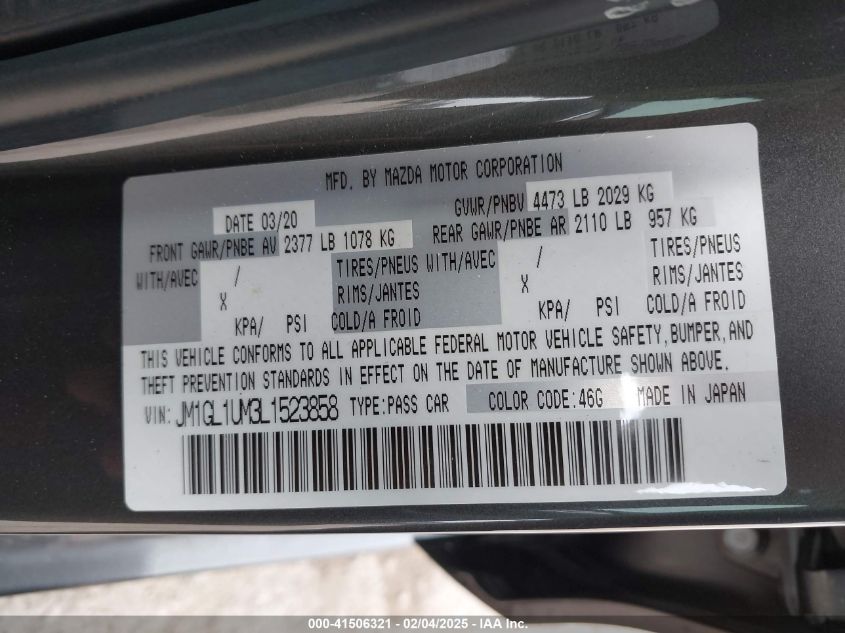 MFD. BY MAZDA MOTOR CORPORATION
DATE 03/20 GVWR/PNBV 4473 LB 2029 KG
FRONT GAWR/PNBE AV 2377 LB 1078 KG REAR GAWR/PNBE AR 2110 LB 957 KG
WITH/AVEC / TIRES/PNEUS WITH/AVEC / TIRES/PNEUS
X RIMS/JANTES X RIMS/JANTES
KPA/ PSI COLD/A FROID KPA/ PSI COLD/A FROID
THIS VEHICLE CONFORMS TO ALL APPLICABLE FEDERAL MOTOR VEHICLE SAFETY, BUMPER, AND
THEFT PREVENTION STANDARDS IN EFFECT ON THE DATE OF MANUFACTURE SHOWN ABOVE.
VIN: JM1GL1UM3L1523858 TYPE:PASS CAR COLOR CODE:46G MADE IN JAPAN
000-41506321 - 02/04/2025 - IAA Inc.